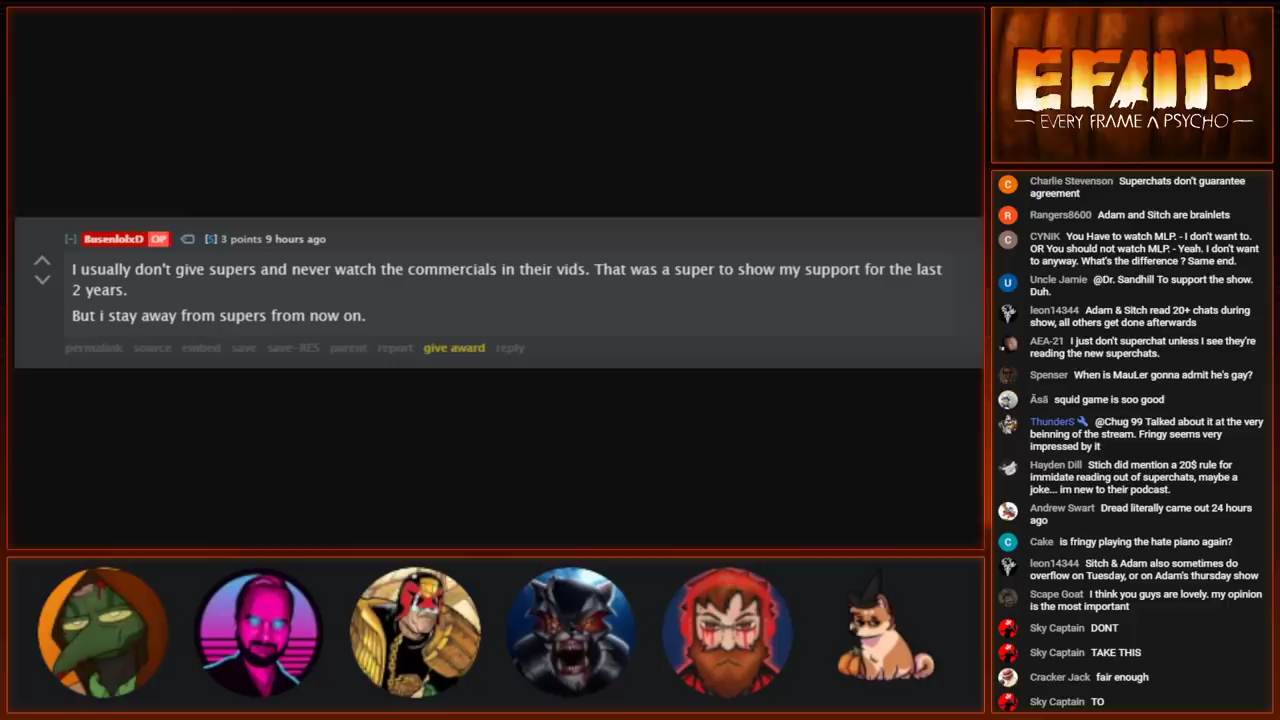 EFAP
EVERY FRAME A PSYCHO
[-] BusenlolxD OP [S] 3 points 9 hours ago
I usually don't give supers and never watch the commercials in their vids. That was a super to show my support for the last
2 years.
But i stay away from supers from now on.
permalink source embed save save-RES parent report give award reply
C Charlie Stevenson Superchats don't guarantee
agreement
R Rangers8600 Adam and Sitch are brainlets
CYNIK You Have to watch MLP. - I don't want to.
OR You should not watch MLP. - Yeah. I don't want
to anyway. What's the difference ? Same end.
U Uncle Jamie @Dr. Sandhill To support the show.
Duh.
leon14344 Adam & Sitch read 20+ chats during
show, all others get done afterwards
AEA-21 I just don't superchat unless I see they're
reading the new superchats.
Spenser When is MauLer gonna admit he's gay?
Äsä squid game is soo good
ThunderS @Chug 99 Talked about it at the very
beinning of the stream. Fringy seems very
impressed by it
Hayden Dill Stich did mention a 20$ rule for
immidate reading out of superchats, maybe a
joke... im new to their podcast.
Andrew Swart Dread literally came out 24 hours
ago
C Cake is fringy playing the hate piano again?
leon14344 Sitch & Adam also sometimes do
overflow on Tuesday, or on Adam's thursday show
Scape Goat I think you guys are lovely. my opinion
is the most important
Sky Captain DONT
Sky Captain TAKE THIS
Cracker Jack fair enough
Sky Captain TO